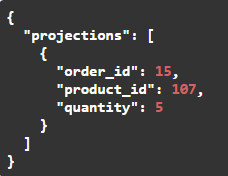 {
  "projections": [
    {
      "order_id": 15,
      "product_id": 107,
      "quantity": 5
    }
  ]
}